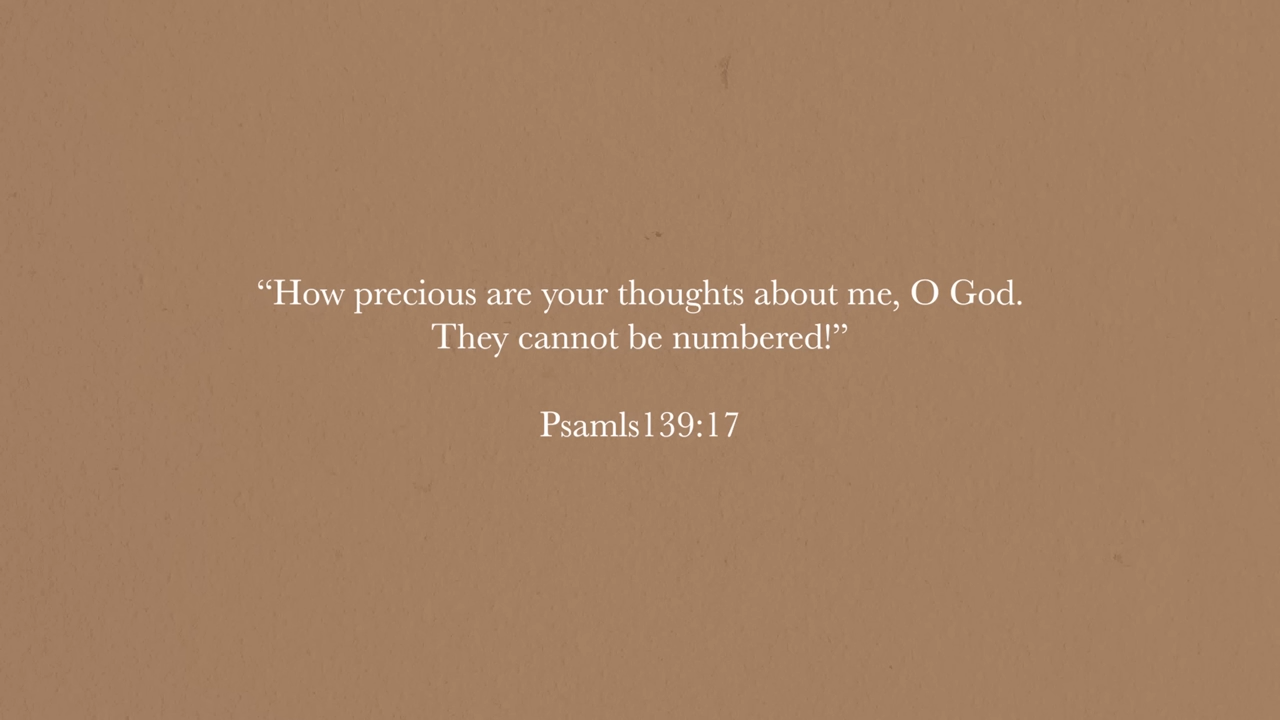 “How precious are your thoughts about me, O God.
They cannot be numbered!”
Psamls139:17